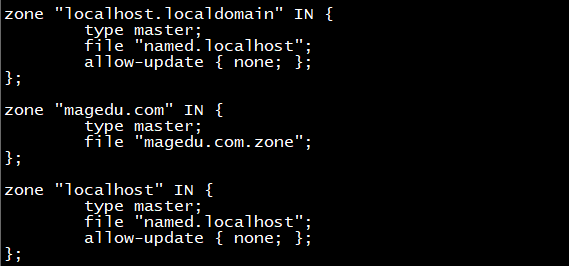 zone "localhost.localdomain" IN {
        type master;
        file "named.localhost";
        allow-update { none; };
};

zone "magedu.com" IN {
        type master;
        file "magedu.com.zone";
};

zone "localhost" IN {
        type master;
        file "named.localhost";
        allow-update { none; };
};